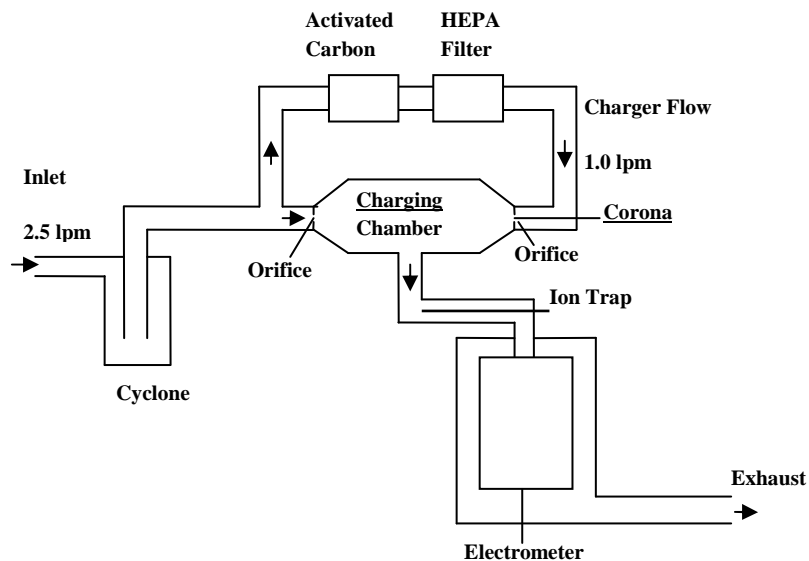 Activated
Carbon
HEPA
Filter
Charger Flow
1.0 lpm
Inlet
2.5 lpm
Charging
Chamber
Corona
Orifice
Orifice
Ion Trap
Cyclone
Exhaust
Electrometer